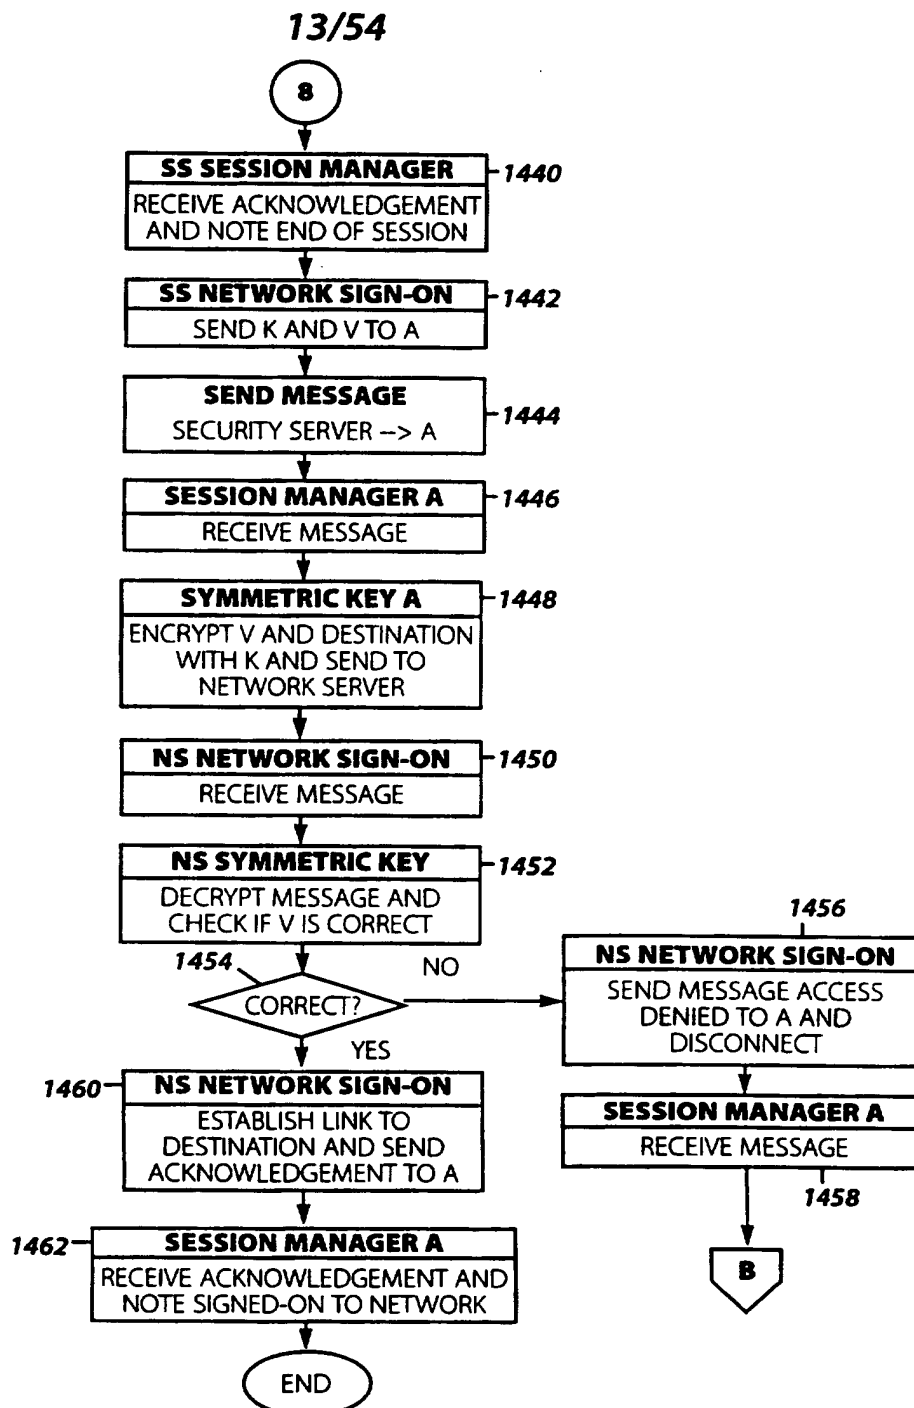 13/54
8
SS SESSION MANAGER
1440
RECEIVE ACKNOWLEDGEMENT
AND NOTE END OF SESSION
SS NETWORK SIGN-ON
1442
SEND K AND V TO A
SEND MESSAGE
1444
SECURITY SERVER --> A
SESSION MANAGER A
1446
RECEIVE MESSAGE
SYMMETRIC KEY A
1448
ENCRYPT V AND DESTINATION
WITH K AND SEND TO
NETWORK SERVER
NS NETWORK SIGN-ON
1450
RECEIVE MESSAGE
NS SYMMETRIC KEY
1452
DECRYPT MESSAGE AND
CHECK IF V IS CORRECT
1454
CORRECT?
NO
YES
1456
NS NETWORK SIGN-ON
SEND MESSAGE ACCESS
DENIED TO A AND
DISCONNECT
SESSION MANAGER A
RECEIVE MESSAGE
1458
B
1460
NS NETWORK SIGN-ON
ESTABLISH LINK TO
DESTINATION AND SEND
ACKNOWLEDGEMENT TO A
1462
SESSION MANAGER A
RECEIVE ACKNOWLEDGEMENT AND
NOTE SIGNED-ON TO NETWORK
END